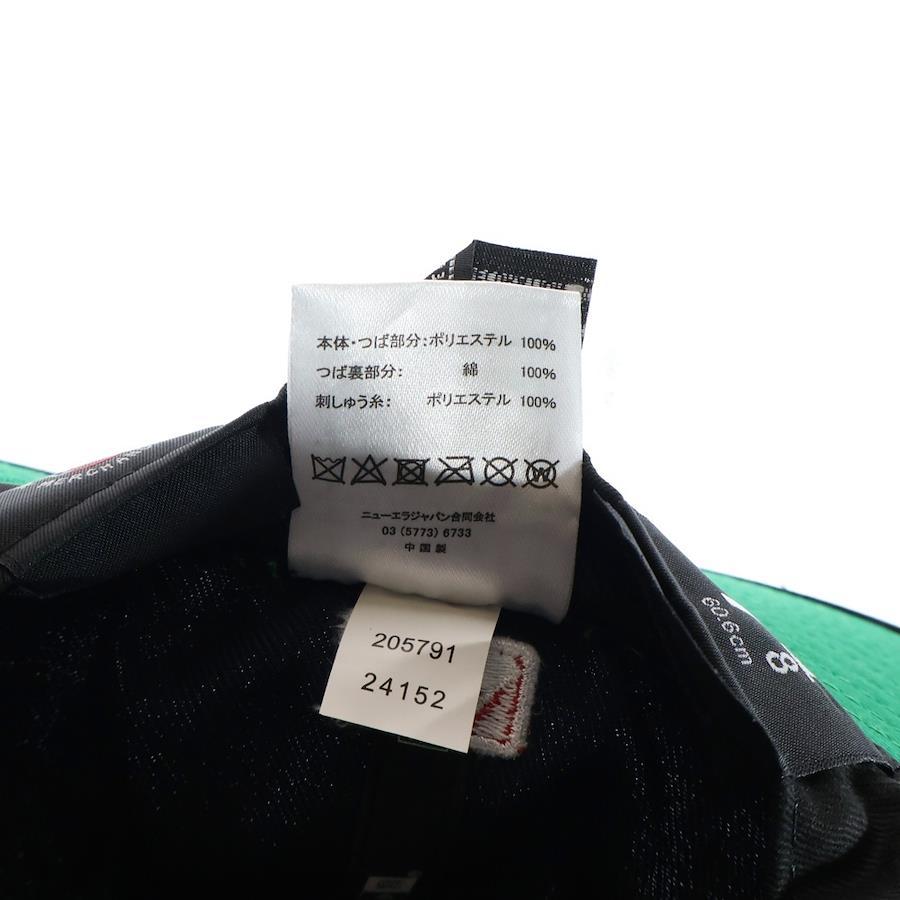 本体・つば部分：ポリエステル 100%
つば裏部分： 綿 100%
刺しゅう糸： ポリエステル 100%
W
ニューエラジャパン合同会社
03 (5773) 6733
中国製
205791
24152
60.6cm
8